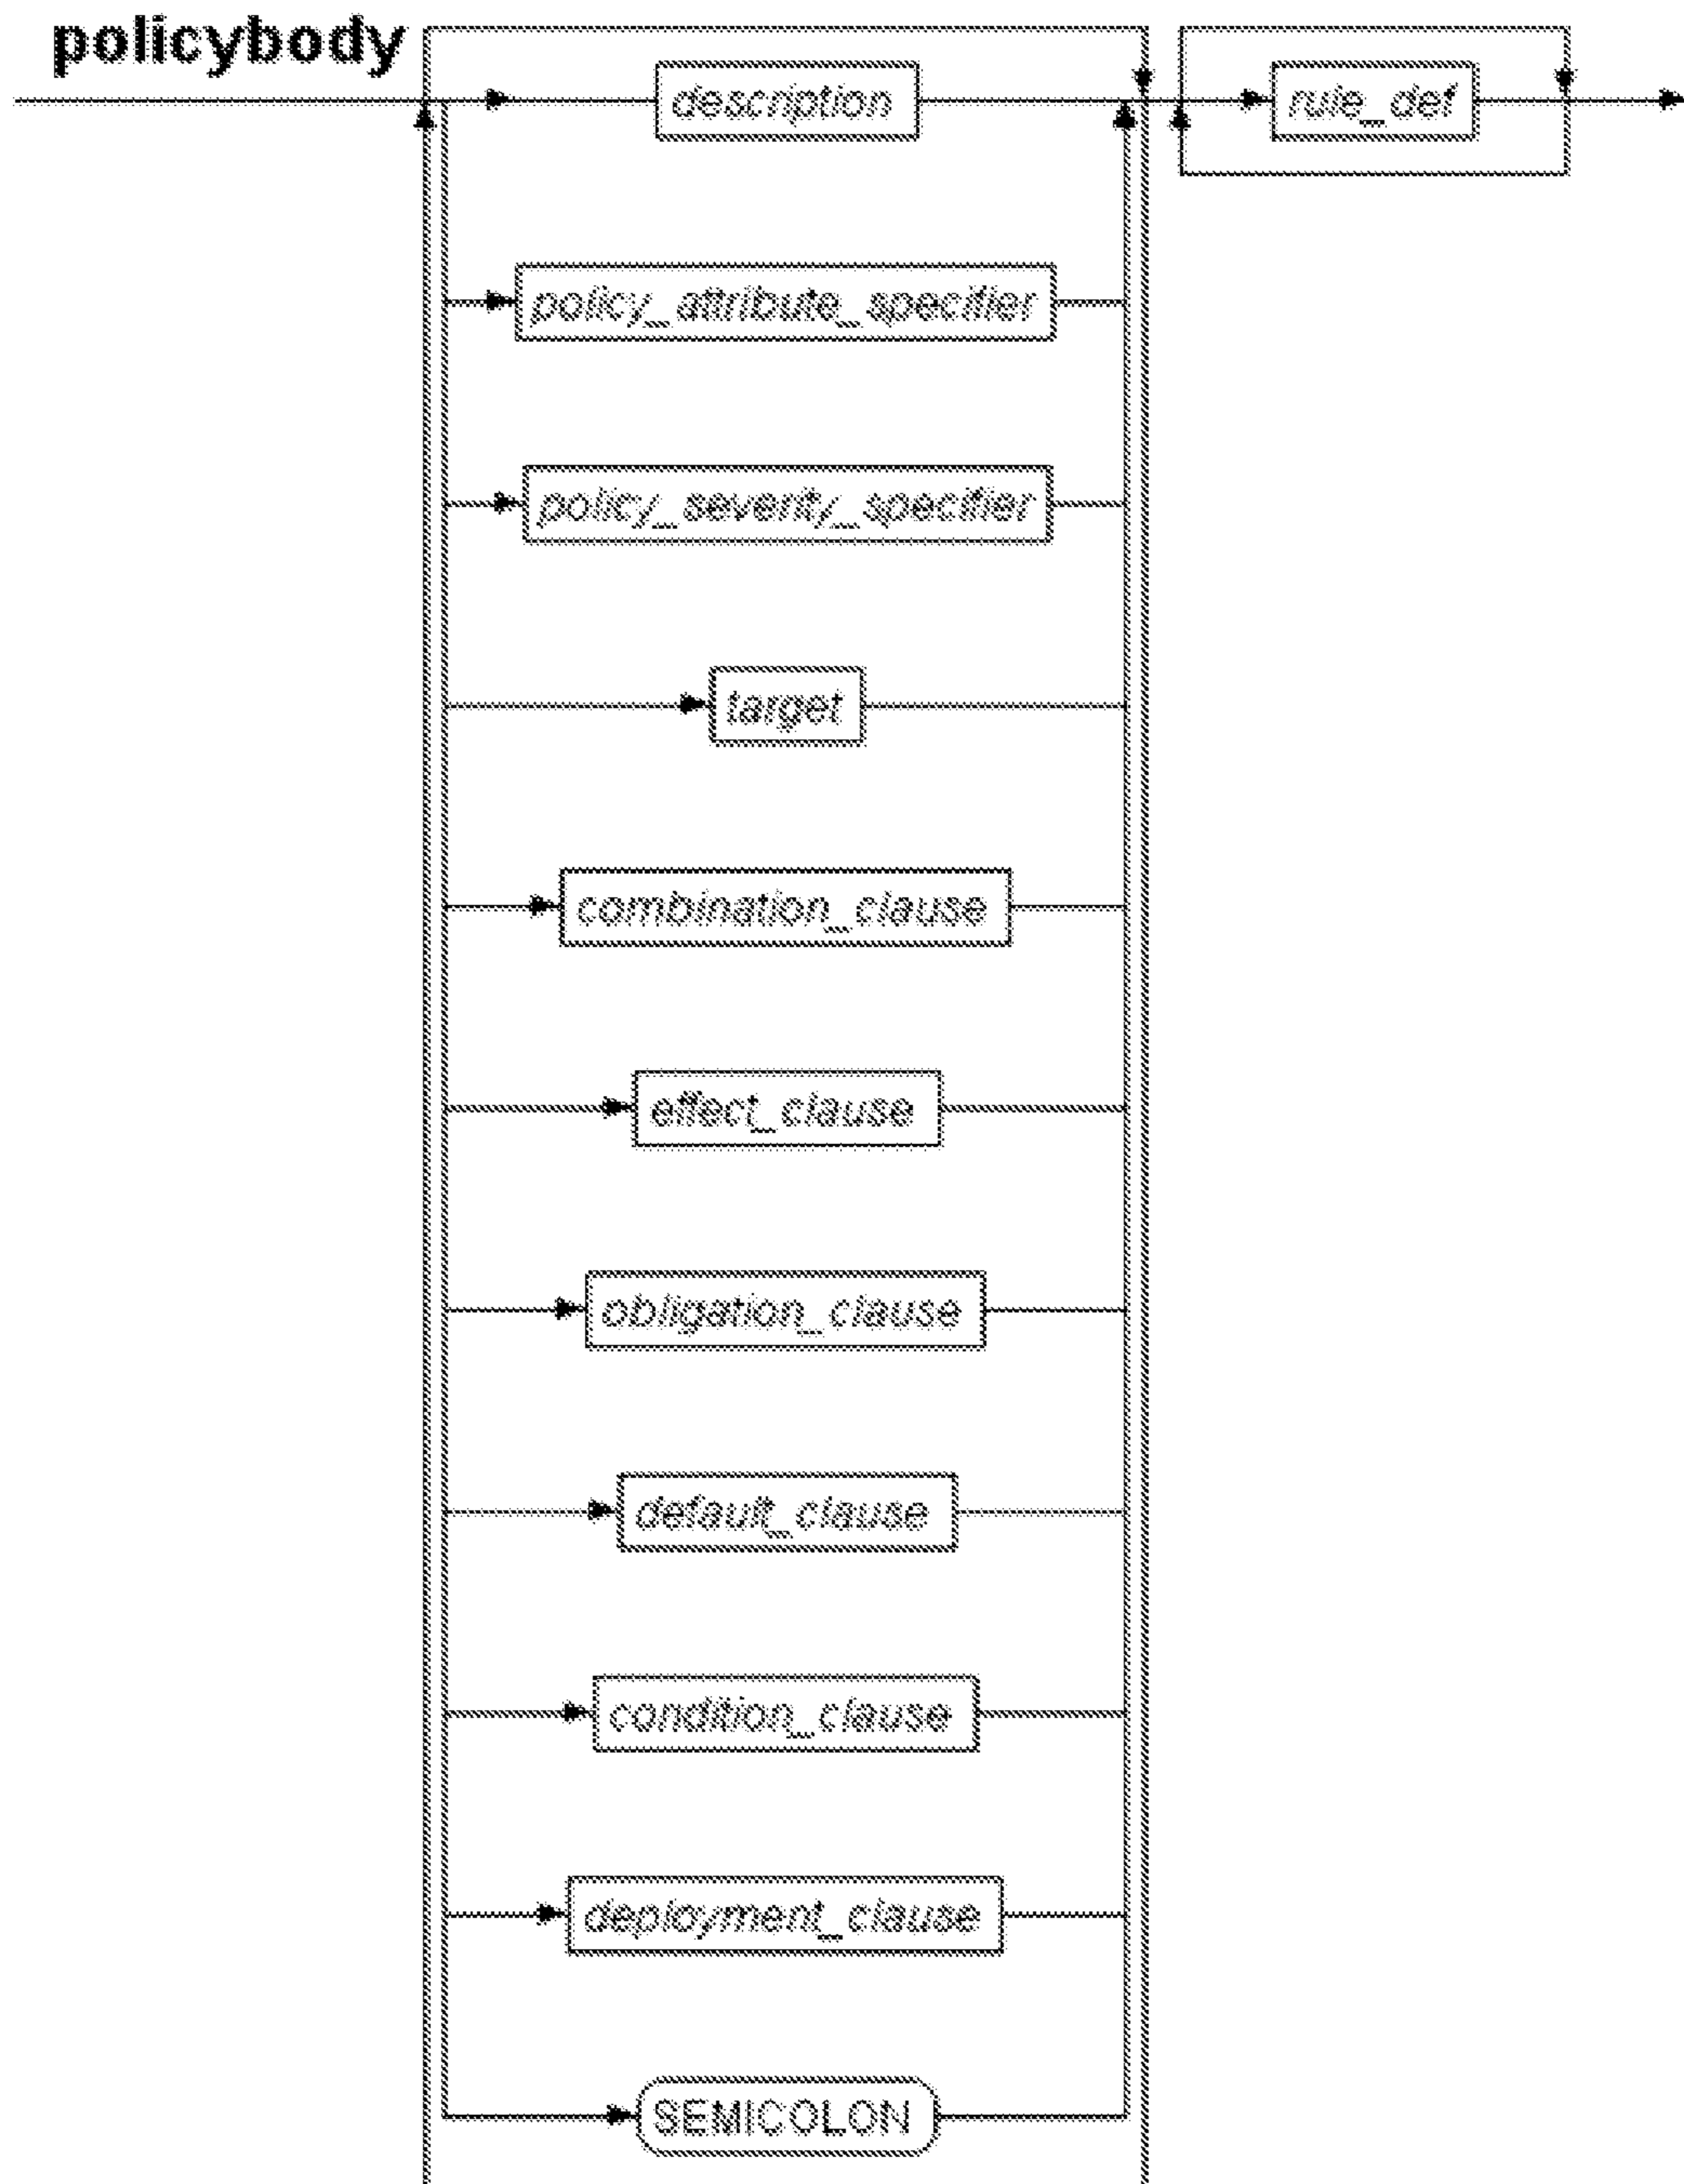 policybody
description
rule_def
policy_attribute_specifier
policy_severity_specifier
target
combination_clause
effect_clause
obligation_clause
default_clause
condition_clause
deployment_clause
SEMICOLON